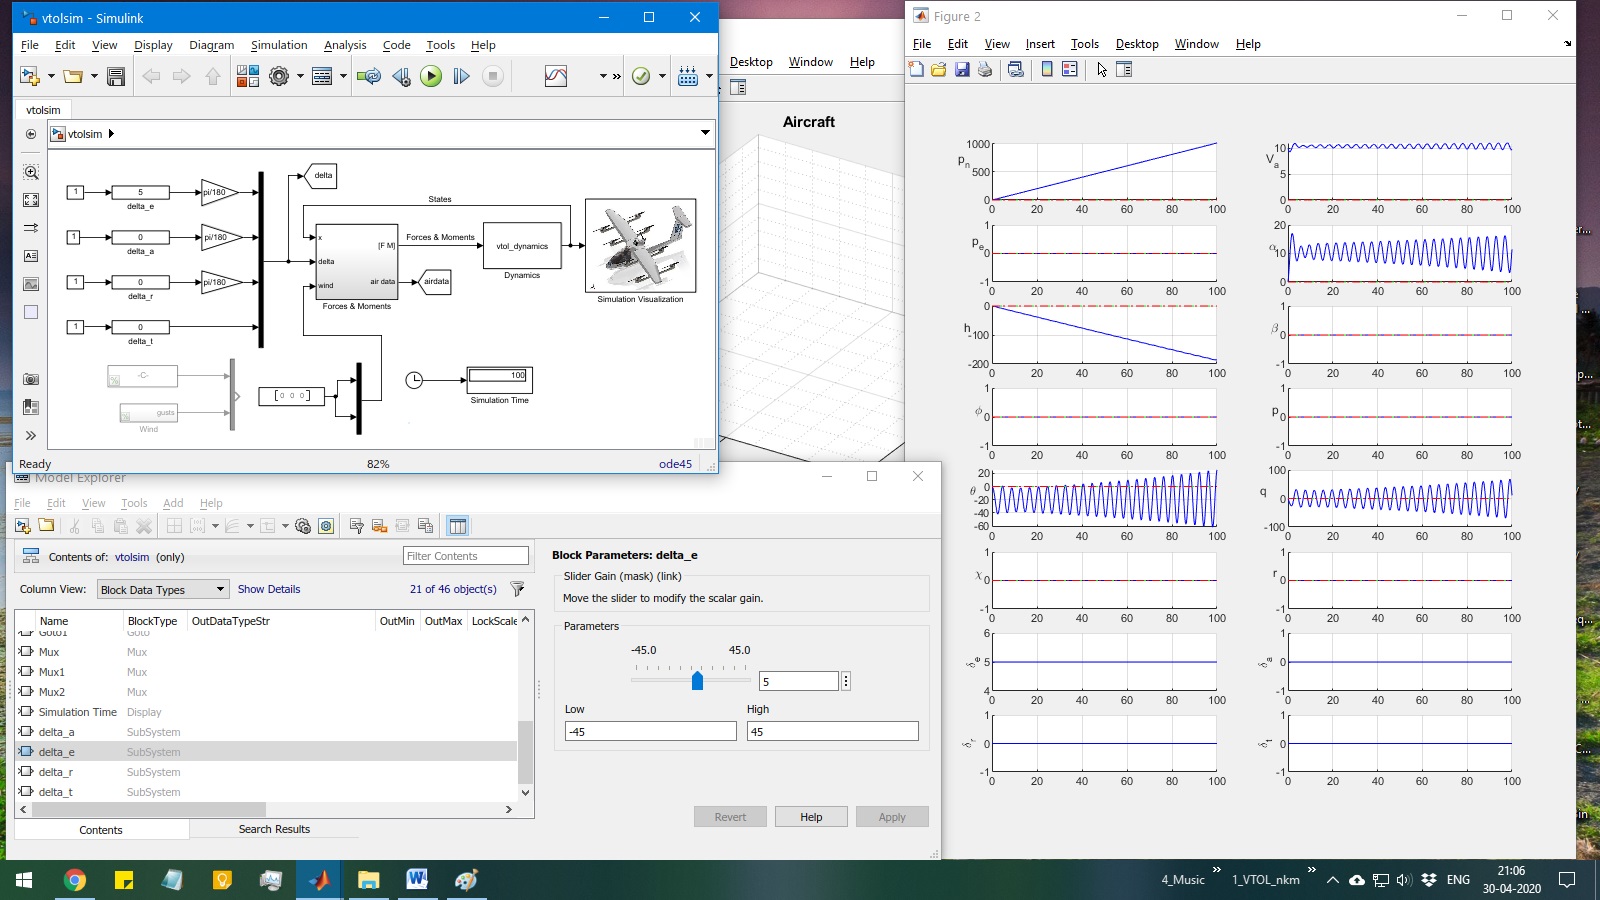 vtolsim - Simulink
File Edit View Display Diagram Simulation Analysis Code Tools Help
vtolsim
vtolsim
delta
States
1 5 pi/180
delta_e
1 0 pi/180
delta_a
1 0 pi/180
delta_r
1 0
delta_t
x
delta
wind
[F M]
air data
Forces & Moments
Forces & Moments
airdata
vtol_dynamics
Dynamics
Simulation Visualization
-C-
gusts
Wind
[0 0 0]
100
Simulation Time
Ready 82% ode45
Desktop Window Help
Aircraft
Model Explorer
File Edit View Tools Add Help
Contents of: vtolsim (only) Filter Contents
Column View: Block Data Types Show Details 21 of 46 object(s)
Name BlockType OutDataTypeStr OutMin OutMax LockScale
Goto1 Goto
Mux Mux
Mux1 Mux
Mux2 Mux
Simulation Time Display
delta_a SubSystem
delta_e SubSystem
delta_r SubSystem
delta_t SubSystem
Contents Search Results
Block Parameters: delta_e
Slider Gain (mask) (link)
Move the slider to modify the scalar gain.
Parameters
-45.0 45.0
5
Low High
-45 45
Revert Help Apply
Figure 2
File Edit View Insert Tools Desktop Window Help
pn
1000
500
0
0 20 40 60 80 100
Va
10
5
0
0 20 40 60 80 100
pe
1
0
-1
0 20 40 60 80 100
α
20
10
0
0 20 40 60 80 100
h
0
-100
-200
0 20 40 60 80 100
β
1
0
-1
0 20 40 60 80 100
ϕ
1
0
-1
0 20 40 60 80 100
p
1
0
-1
0 20 40 60 80 100
θ
20
0
-20
-40
-60
0 20 40 60 80 100
q
100
0
-100
0 20 40 60 80 100
χ
1
0
-1
0 20 40 60 80 100
r
1
0
-1
0 20 40 60 80 100
δe
6
5
4
0 20 40 60 80 100
δa
1
0
-1
0 20 40 60 80 100
δr
1
0
-1
0 20 40 60 80 100
δt
1
0
-1
0 20 40 60 80 100
4_Music 1_VTOL_nkm ENG 21:06
30-04-2020